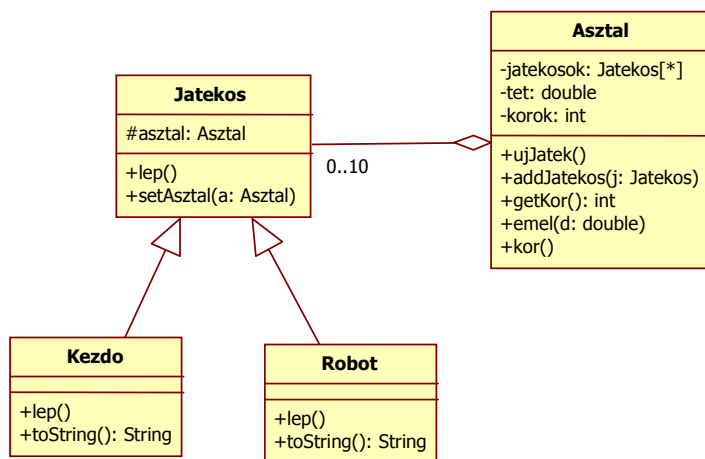 Asztal
-jatekosok: Jatekos[*]
-tet: double
-korok: int
+ujJatek()
+addJatekos(j: Jatekos)
+getKor(): int
+emel(d: double)
+kor()
Jatekos
#asztal: Asztal
+lep()
+setAsztal(a: Asztal)
0..10
Kezdo
+lep()
+toString(): String
Robot
+lep()
+toString(): String